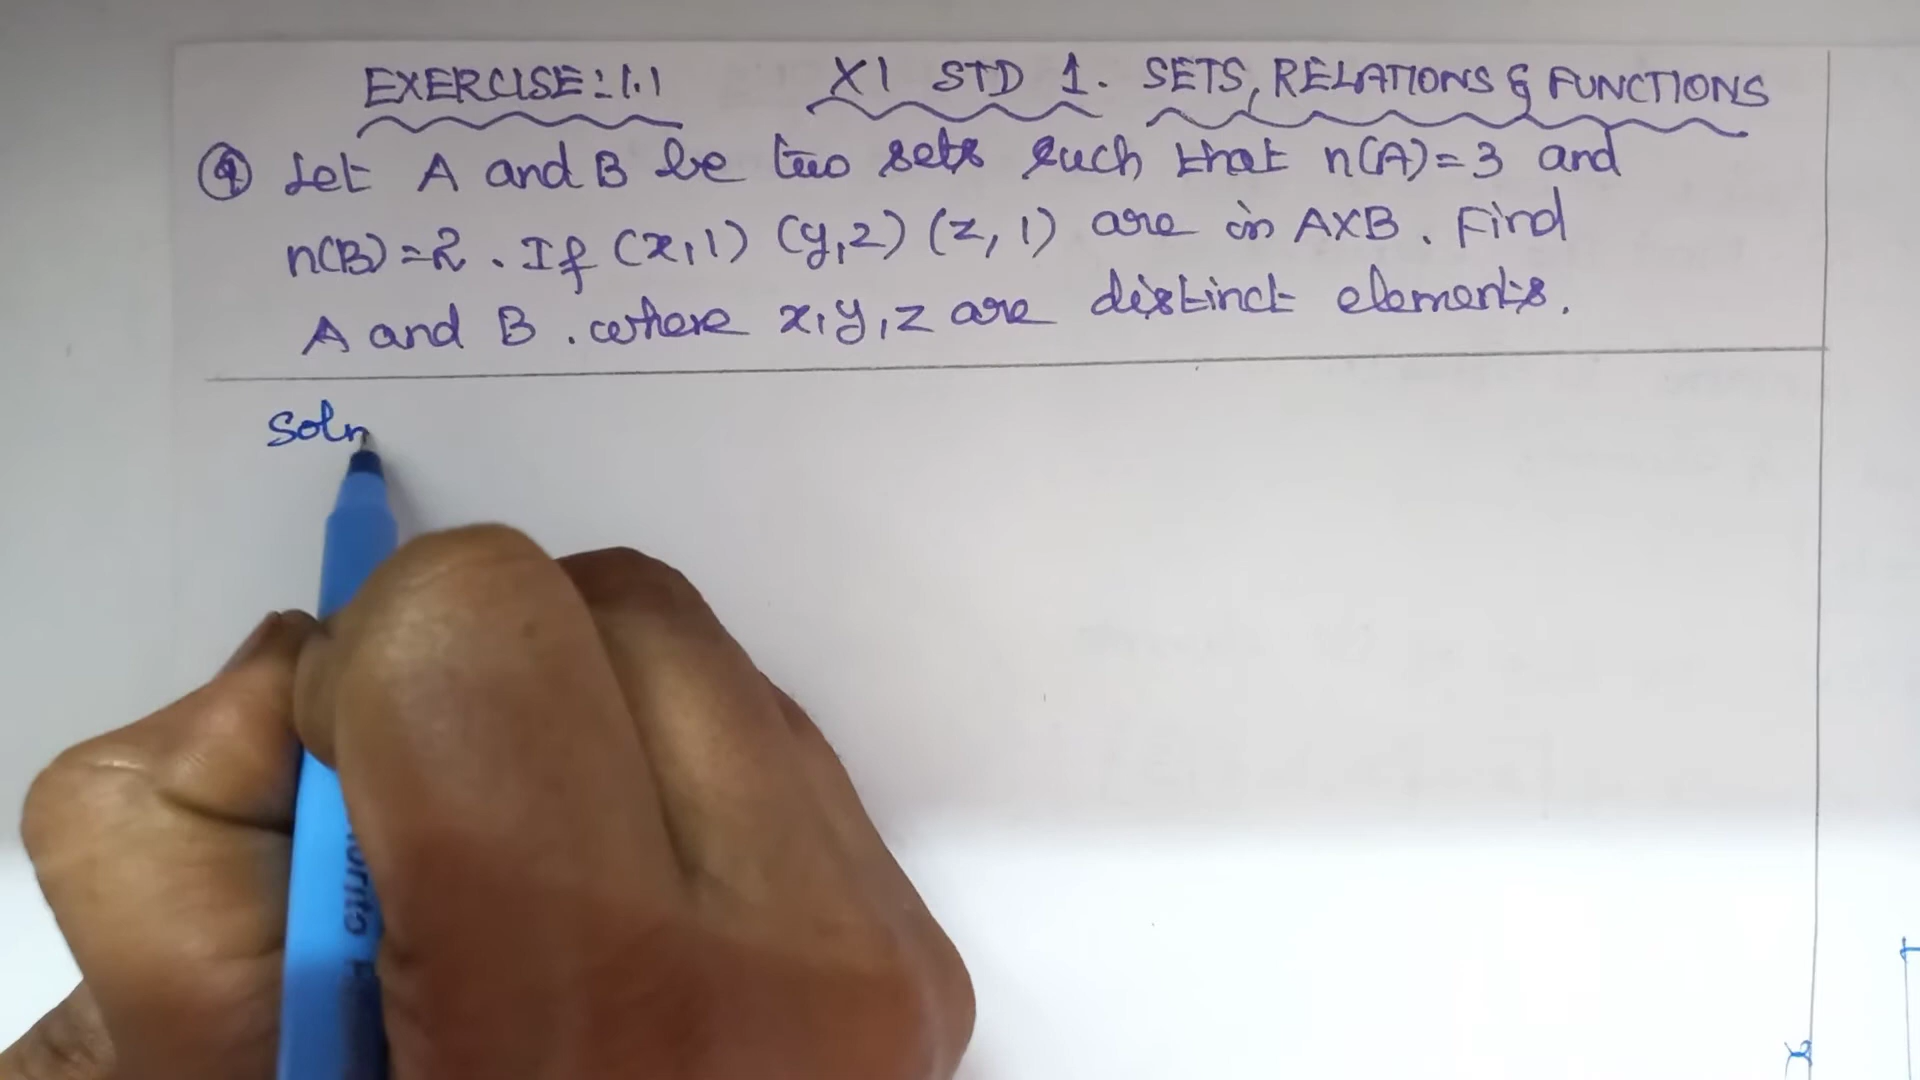 EXERCISE:1.1 XI STD 1. SETS, RELATIONS & FUNCTIONS
9 Let A and B be two sets such that n(A)=3 and
n(B)=2. If (x,1) (y,2) (z,1) are in A×B. Find
A and B. where x,y,z are distinct elements.
Soln